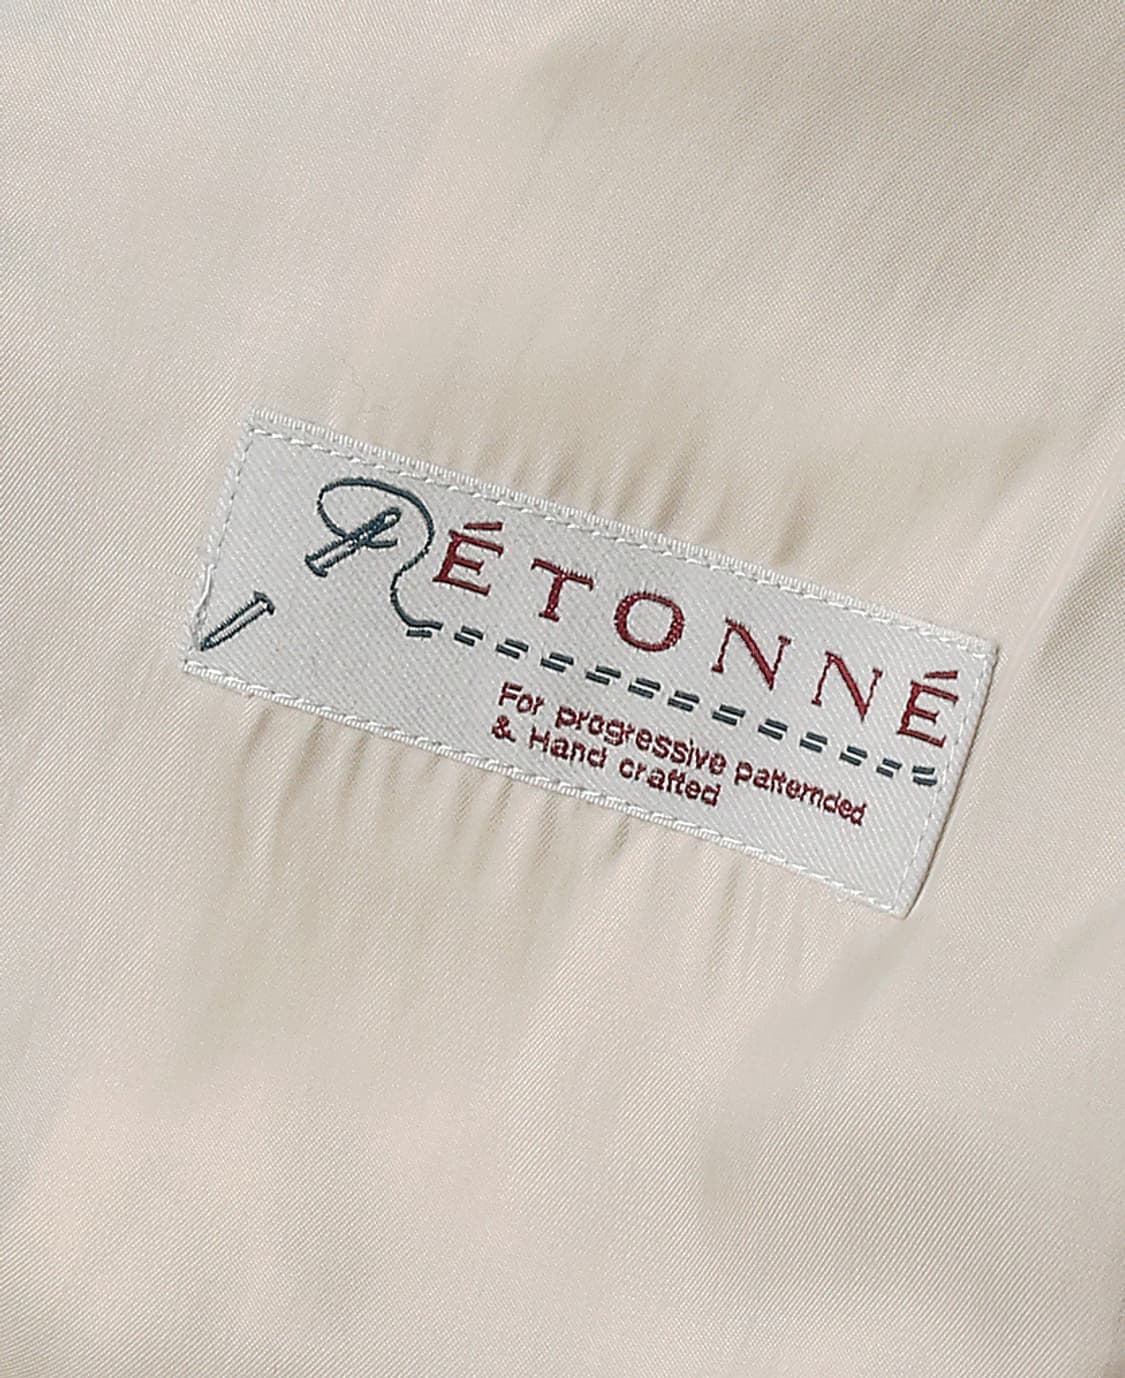 RÉTONNÉ
For progressive patternded
& Hand crafted